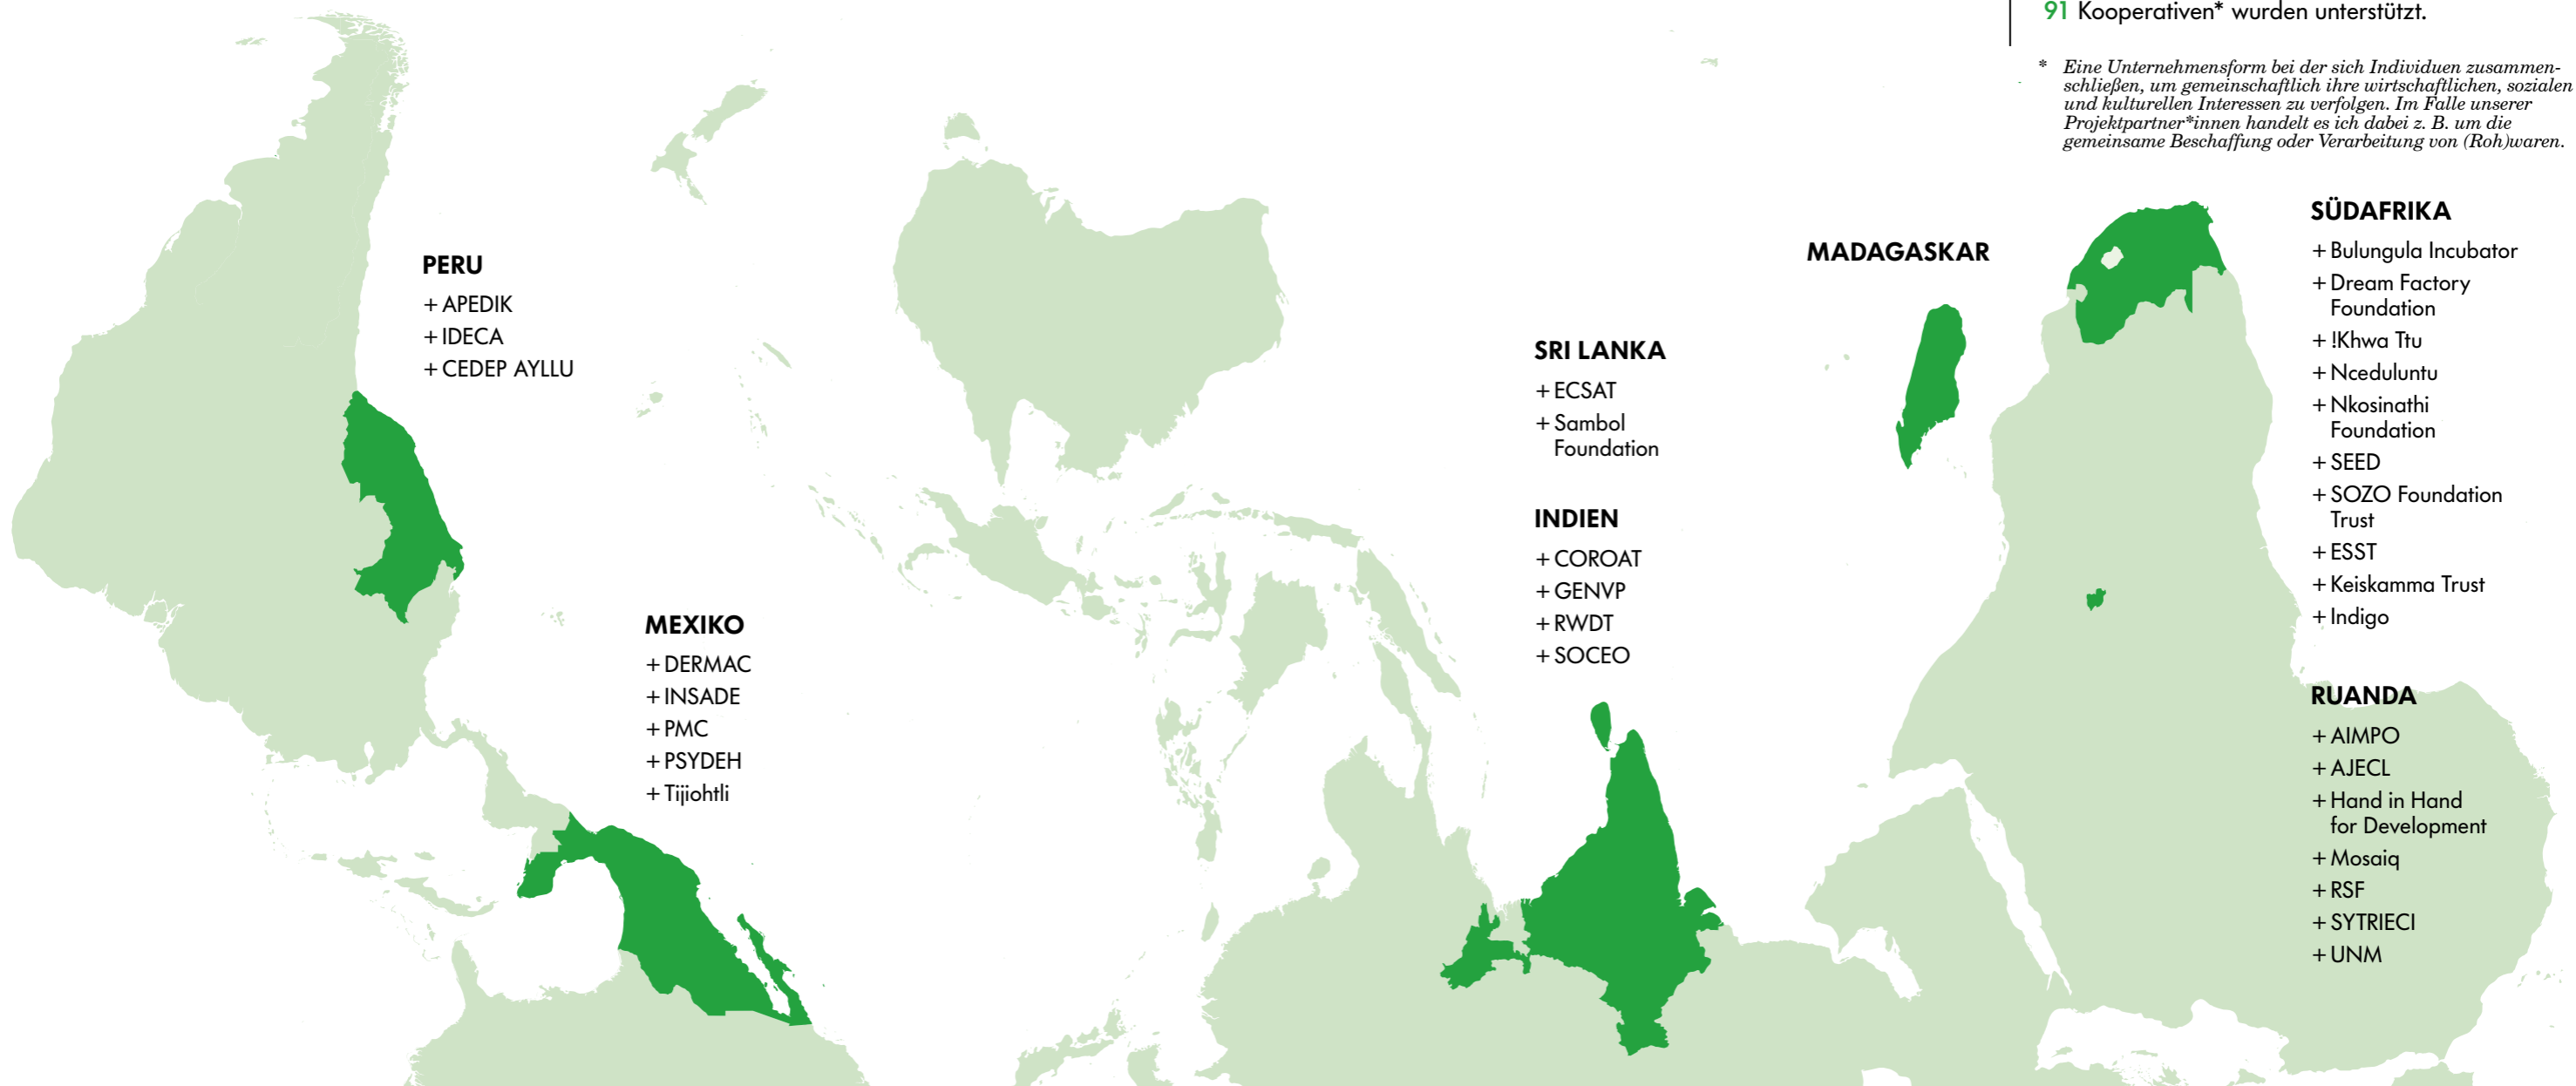 91 Kooperativen* wurden unterstützt.
* Eine Unternehmensform bei der sich Individuen zusammen-
schließen, um gemeinschaftlich ihre wirtschaftlichen, sozialen
und kulturellen Interessen zu verfolgen. Im Falle unserer
Projektpartner*innen handelt es ich dabei z. B. um die
gemeinsame Beschaffung oder Verarbeitung von (Roh)waren.
PERU
+ APEDIK
+ IDECA
+ CEDEP AYLLU
MEXIKO
+ DERMAC
+ INSADE
+ PMC
+ PSYDEH
+ Tijiohtli
SRI LANKA
+ ECSAT
+ Sambol
Foundation
INDIEN
+ COROAT
+ GENVP
+ RWDT
+ SOCEO
MADAGASKAR
SÜDAFRIKA
+ Bulungula Incubator
+ Dream Factory
Foundation
+ !Khwa Ttu
+ Nceduluntu
+ Nkosinathi
Foundation
+ SEED
+ SOZO Foundation
Trust
+ ESST
+ Keiskamma Trust
+ Indigo
RUANDA
+ AIMPO
+ AJECL
+ Hand in Hand
for Development
+ Mosaiq
+ RSF
+ SYTRIECI
+ UNM